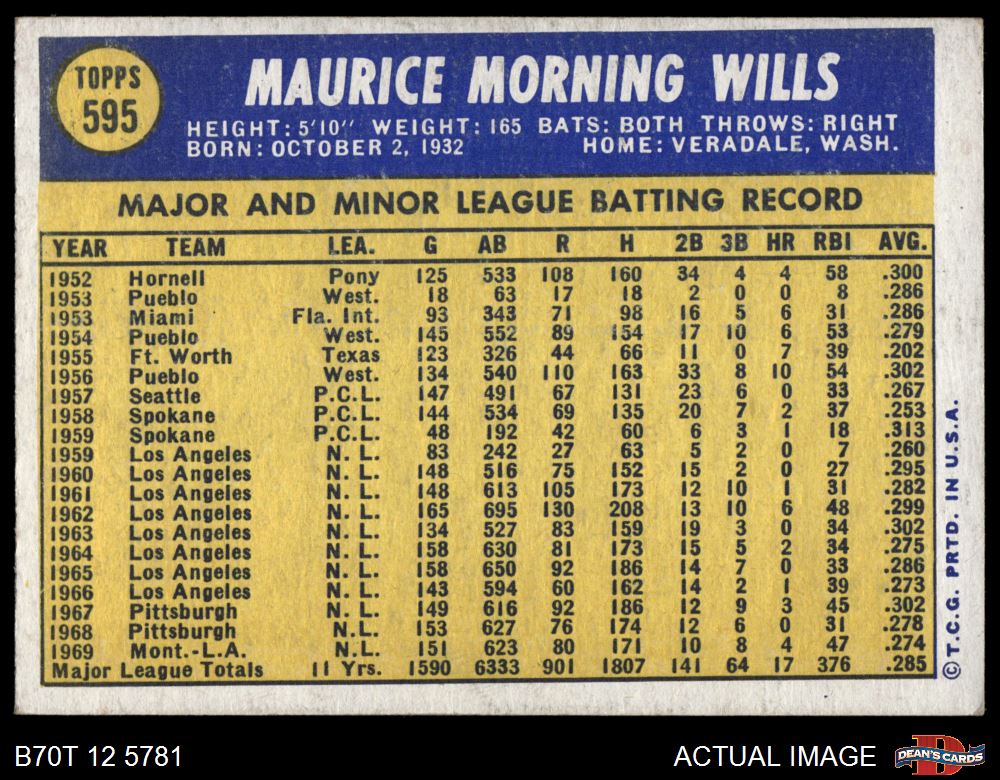 TOPPS
595
MAURICE MORNING WILLS
HEIGHT: 5'10" WEIGHT: 165 BATS: BOTH THROWS: RIGHT
BORN: OCTOBER 2, 1932 HOME: VERADALE, WASH.
MAJOR AND MINOR LEAGUE BATTING RECORD
YEAR TEAM LEA. G AB R H 2B 3B HR RBI AVG.
1952 Hornell Pony 125 533 108 160 34 4 4 58 .300
1953 Pueblo West. 18 63 17 18 2 0 0 8 .286
1953 Miami Fla. Int. 93 343 71 98 16 5 6 31 .286
1954 Pueblo West. 145 552 89 154 17 10 6 53 .279
1955 Ft. Worth Texas 123 326 44 66 11 0 7 39 .202
1956 Pueblo West. 134 540 110 163 33 8 10 54 .302
1957 Seattle P.C.L. 147 491 67 131 23 6 0 33 .267
1958 Spokane P.C.L. 144 534 69 135 20 7 2 37 .253
1959 Spokane P.C.L. 48 192 42 60 6 3 1 18 .313
1959 Los Angeles N. L. 83 242 27 63 5 2 0 7 .260
1960 Los Angeles N. L. 148 516 75 152 15 2 0 27 .295
1961 Los Angeles N. L. 148 613 105 173 12 10 1 31 .282
1962 Los Angeles N. L. 165 695 130 208 13 10 6 48 .299
1963 Los Angeles N. L. 134 527 83 159 19 3 0 34 .302
1964 Los Angeles N. L. 158 630 81 173 15 5 2 34 .275
1965 Los Angeles N. L. 158 650 92 186 14 7 0 33 .286
1966 Los Angeles N. L. 143 594 60 162 14 2 1 39 .273
1967 Pittsburgh N. L. 149 616 92 186 12 9 3 45 .302
1968 Pittsburgh N. L. 153 627 76 174 12 6 0 31 .278
1969 Mont.-L.A. N.L. 151 623 80 171 10 8 4 47 .274
Major League Totals 11 Yrs. 1590 6333 901 1807 141 64 17 376 .285
© T.C.G. PRTD. IN U.S.A.
B70T 12 5781
ACTUAL IMAGE
DEAN'S CARDS